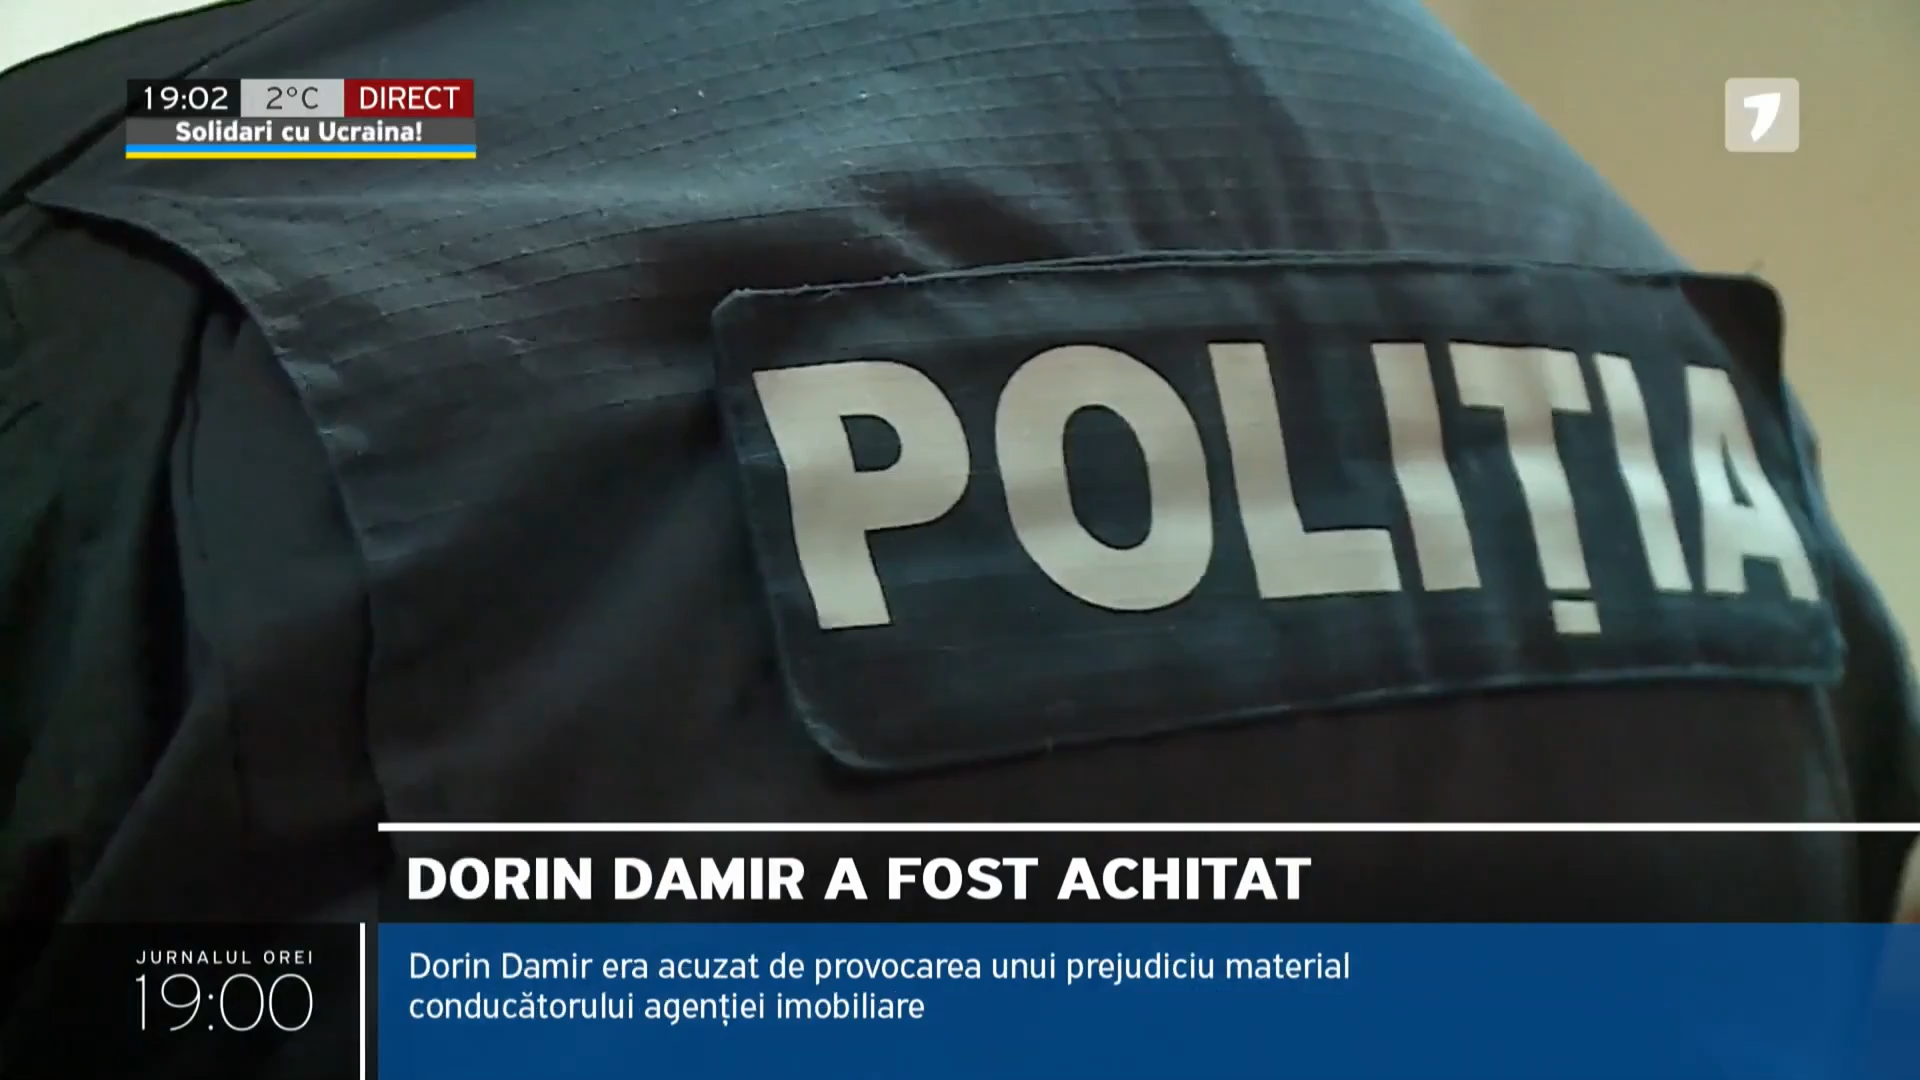 19:02 2°C DIRECT
Solidari cu Ucraina!
7
POLIȚIA
DORIN DAMIR A FOST ACHITAT
JURNALUL OREI
19:00
Dorin Damir era acuzat de provocarea unui prejudiciu material
conducătorului agenției imobiliare